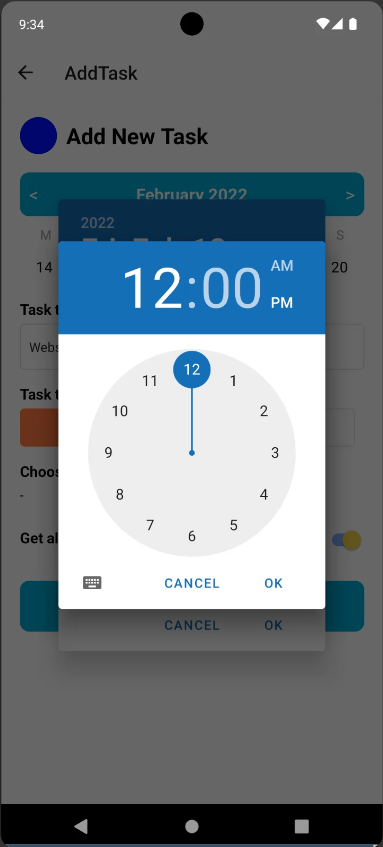 9:34
AddTask
Add New Task
< February 2022 >
2022
M S
14 20
12:00
AM
PM
Task t
Webs
Task t
Choos
-
Get al
12
11 1
10 2
9 3
8 4
7 5
6
CANCEL OK
CANCEL OK